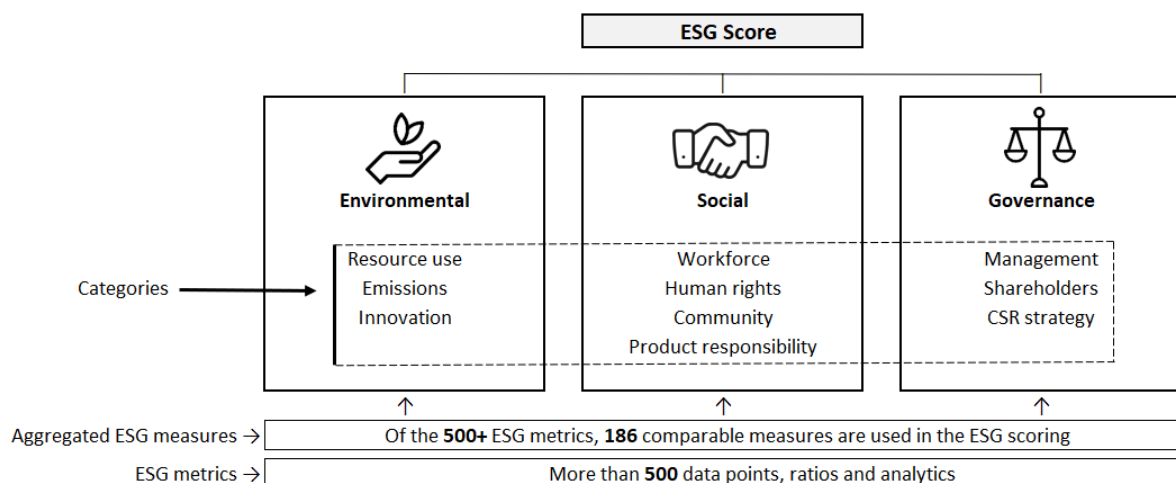 ESG Score
Environmental
Social
Governance
Categories
Resource use
Emissions
Innovation
Workforce
Human rights
Community
Product responsibility
Management
Shareholders
CSR strategy
Aggregated ESG measures →
Of the 500+ ESG metrics, 186 comparable measures are used in the ESG scoring
ESG metrics →
More than 500 data points, ratios and analytics